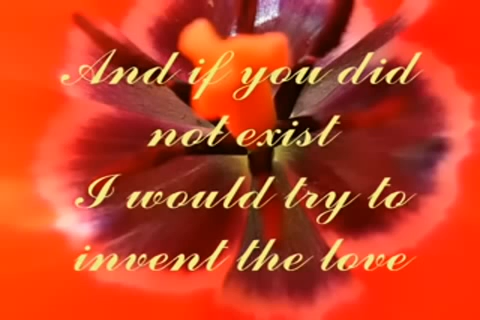 And if you did
not exist
I would try to
invent the love